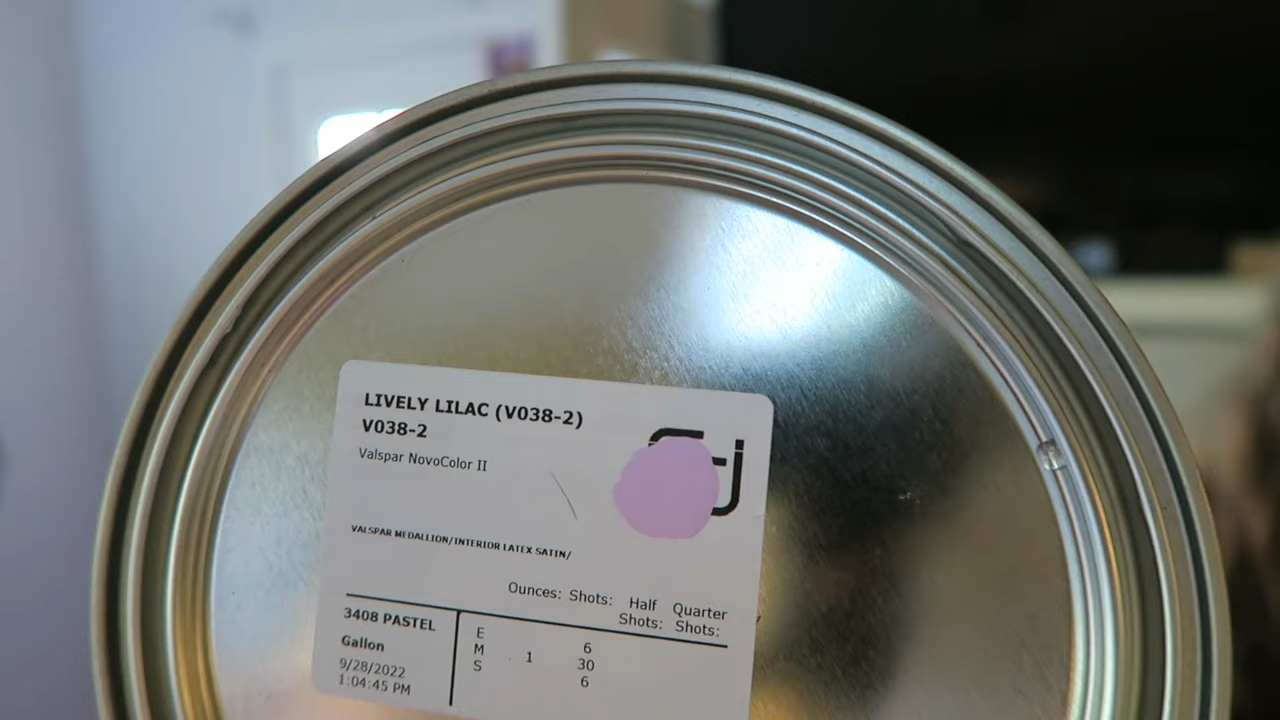 LIVELY LILAC (V038-2)
V038-2
Valspar NovoColor II
VALSPAR MEDALLION/INTERIOR LATEX SATIN/
Ounces: Shots: Half Shots: Quarter Shots:
3408 PASTEL
Gallon
9/28/2022
1:04:45 PM
E 6
M 1 30
S 6